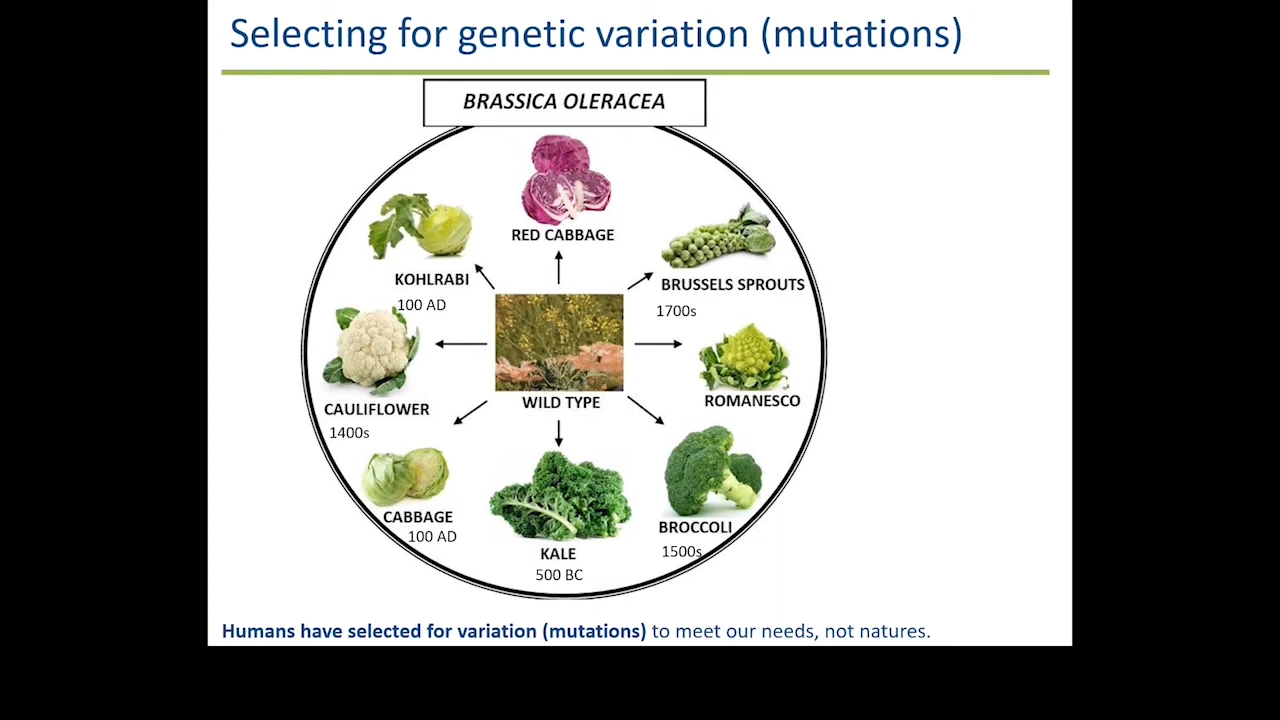 Selecting for genetic variation (mutations)
BRASSICA OLERACEA
RED CABBAGE
KOHLRABI
100 AD
BRUSSELS SPROUTS
1700s
CAULIFLOWER
1400s
WILD TYPE
ROMANESCO
CABBAGE
100 AD
KALE
500 BC
BROCCOLI
1500s
Humans have selected for variation (mutations) to meet our needs, not natures.